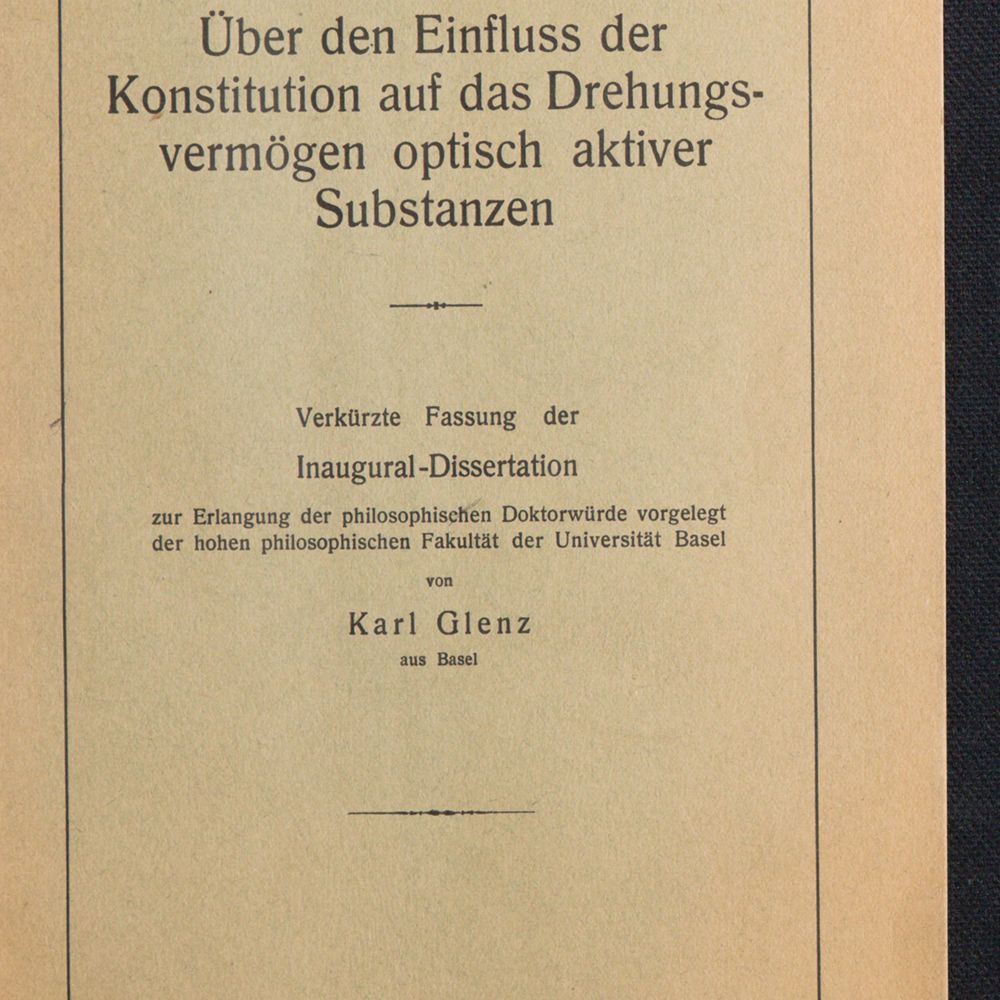 Über den Einfluss der
Konstitution auf das Drehungs-
vermögen optisch aktiver
Substanzen
Verkürzte Fassung der
Inaugural-Dissertation
zur Erlangung der philosophischen Doktorwürde vorgelegt
der hohen philosophischen Fakultät der Universität Basel
von
Karl Glenz
aus Basel